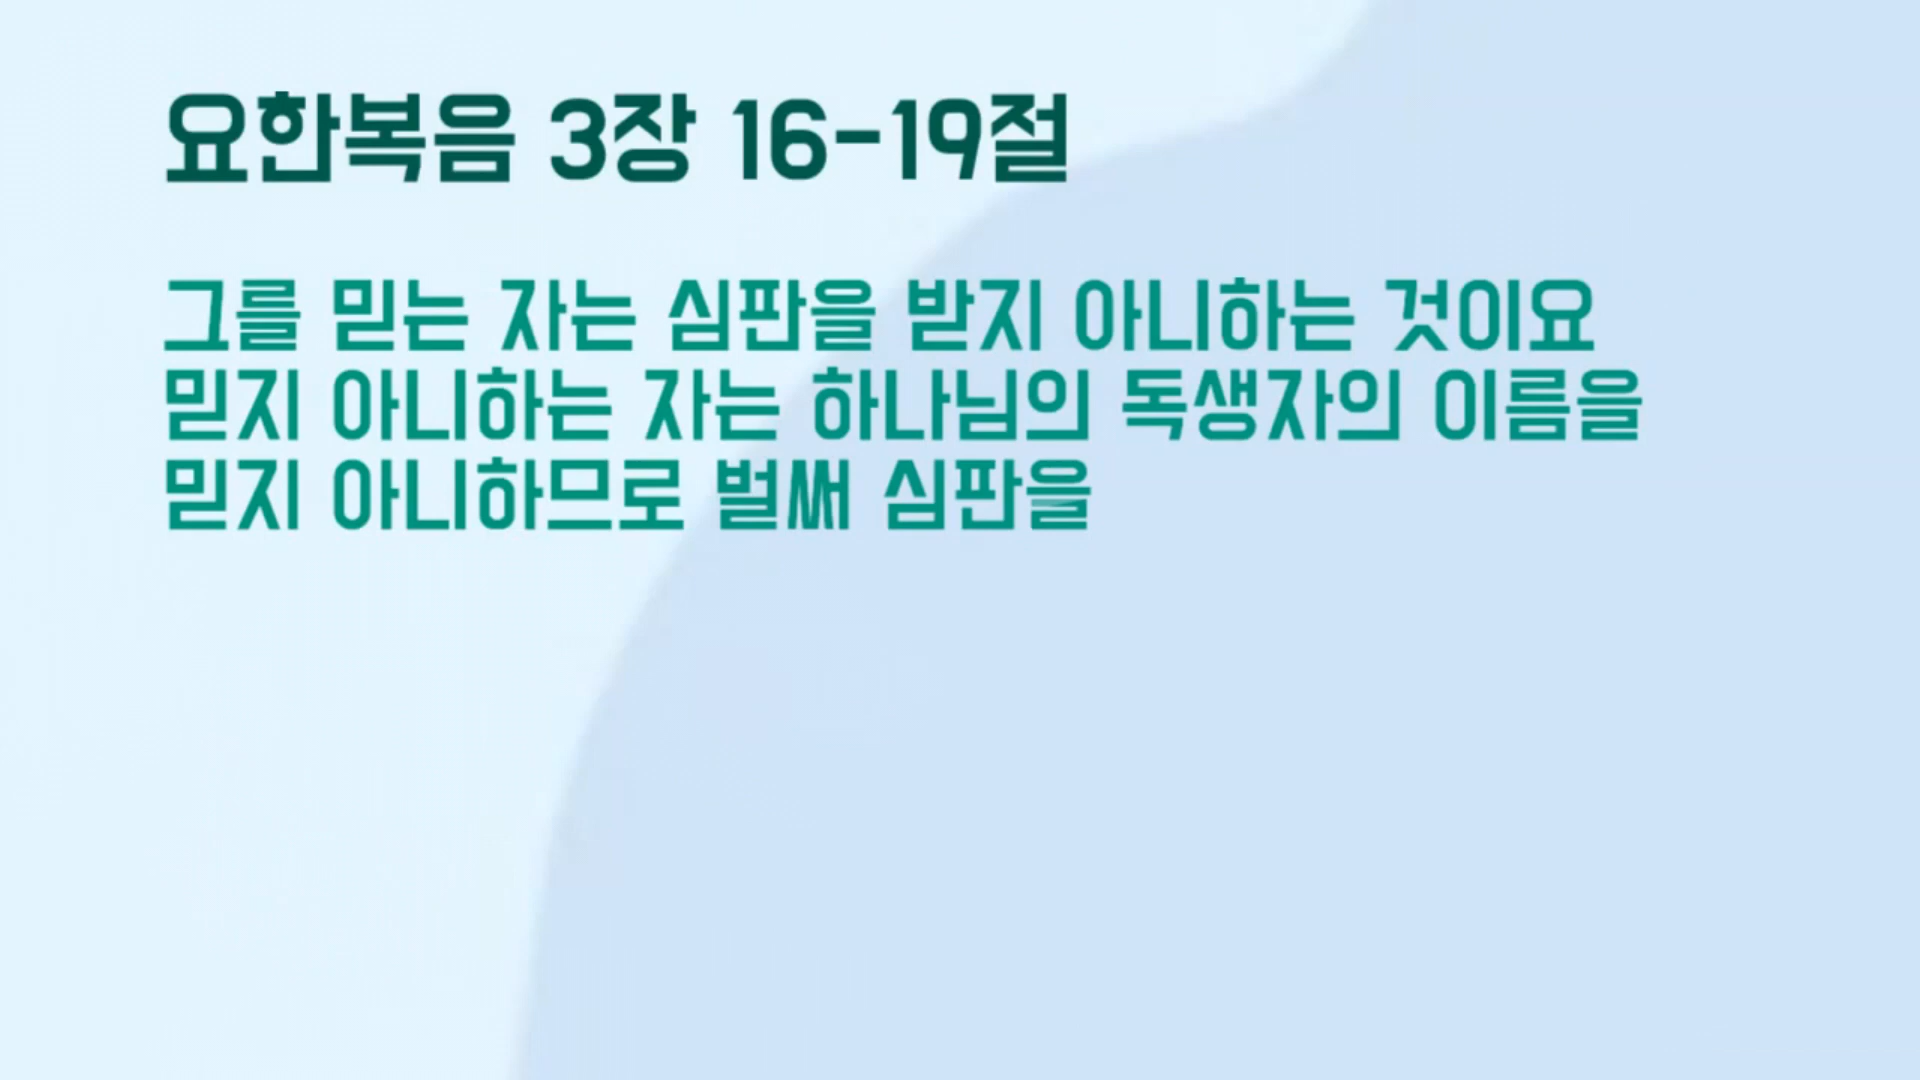 요한복음 3장 16-19절
그를 믿는 자는 심판을 받지 아니하는 것이요
믿지 아니하는 자는 하나님의 독생자의 이름을
믿지 아니하므로 벌써 심판을